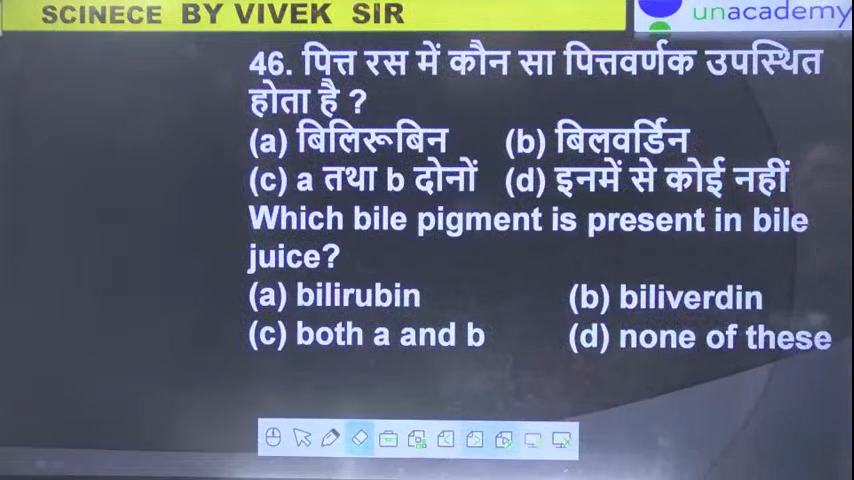 SCINECE BY VIVEK SIR
unacademy
46. पित्त रस में कौन सा पित्तवर्णक उपस्थित
होता है ?
(a) बिलिरूबिन (b) बिलवर्डिन
(c) a तथा b दोनों (d) इनमें से कोई नहीं
Which bile pigment is present in bile
juice?
(a) bilirubin (b) biliverdin
(c) both a and b (d) none of these